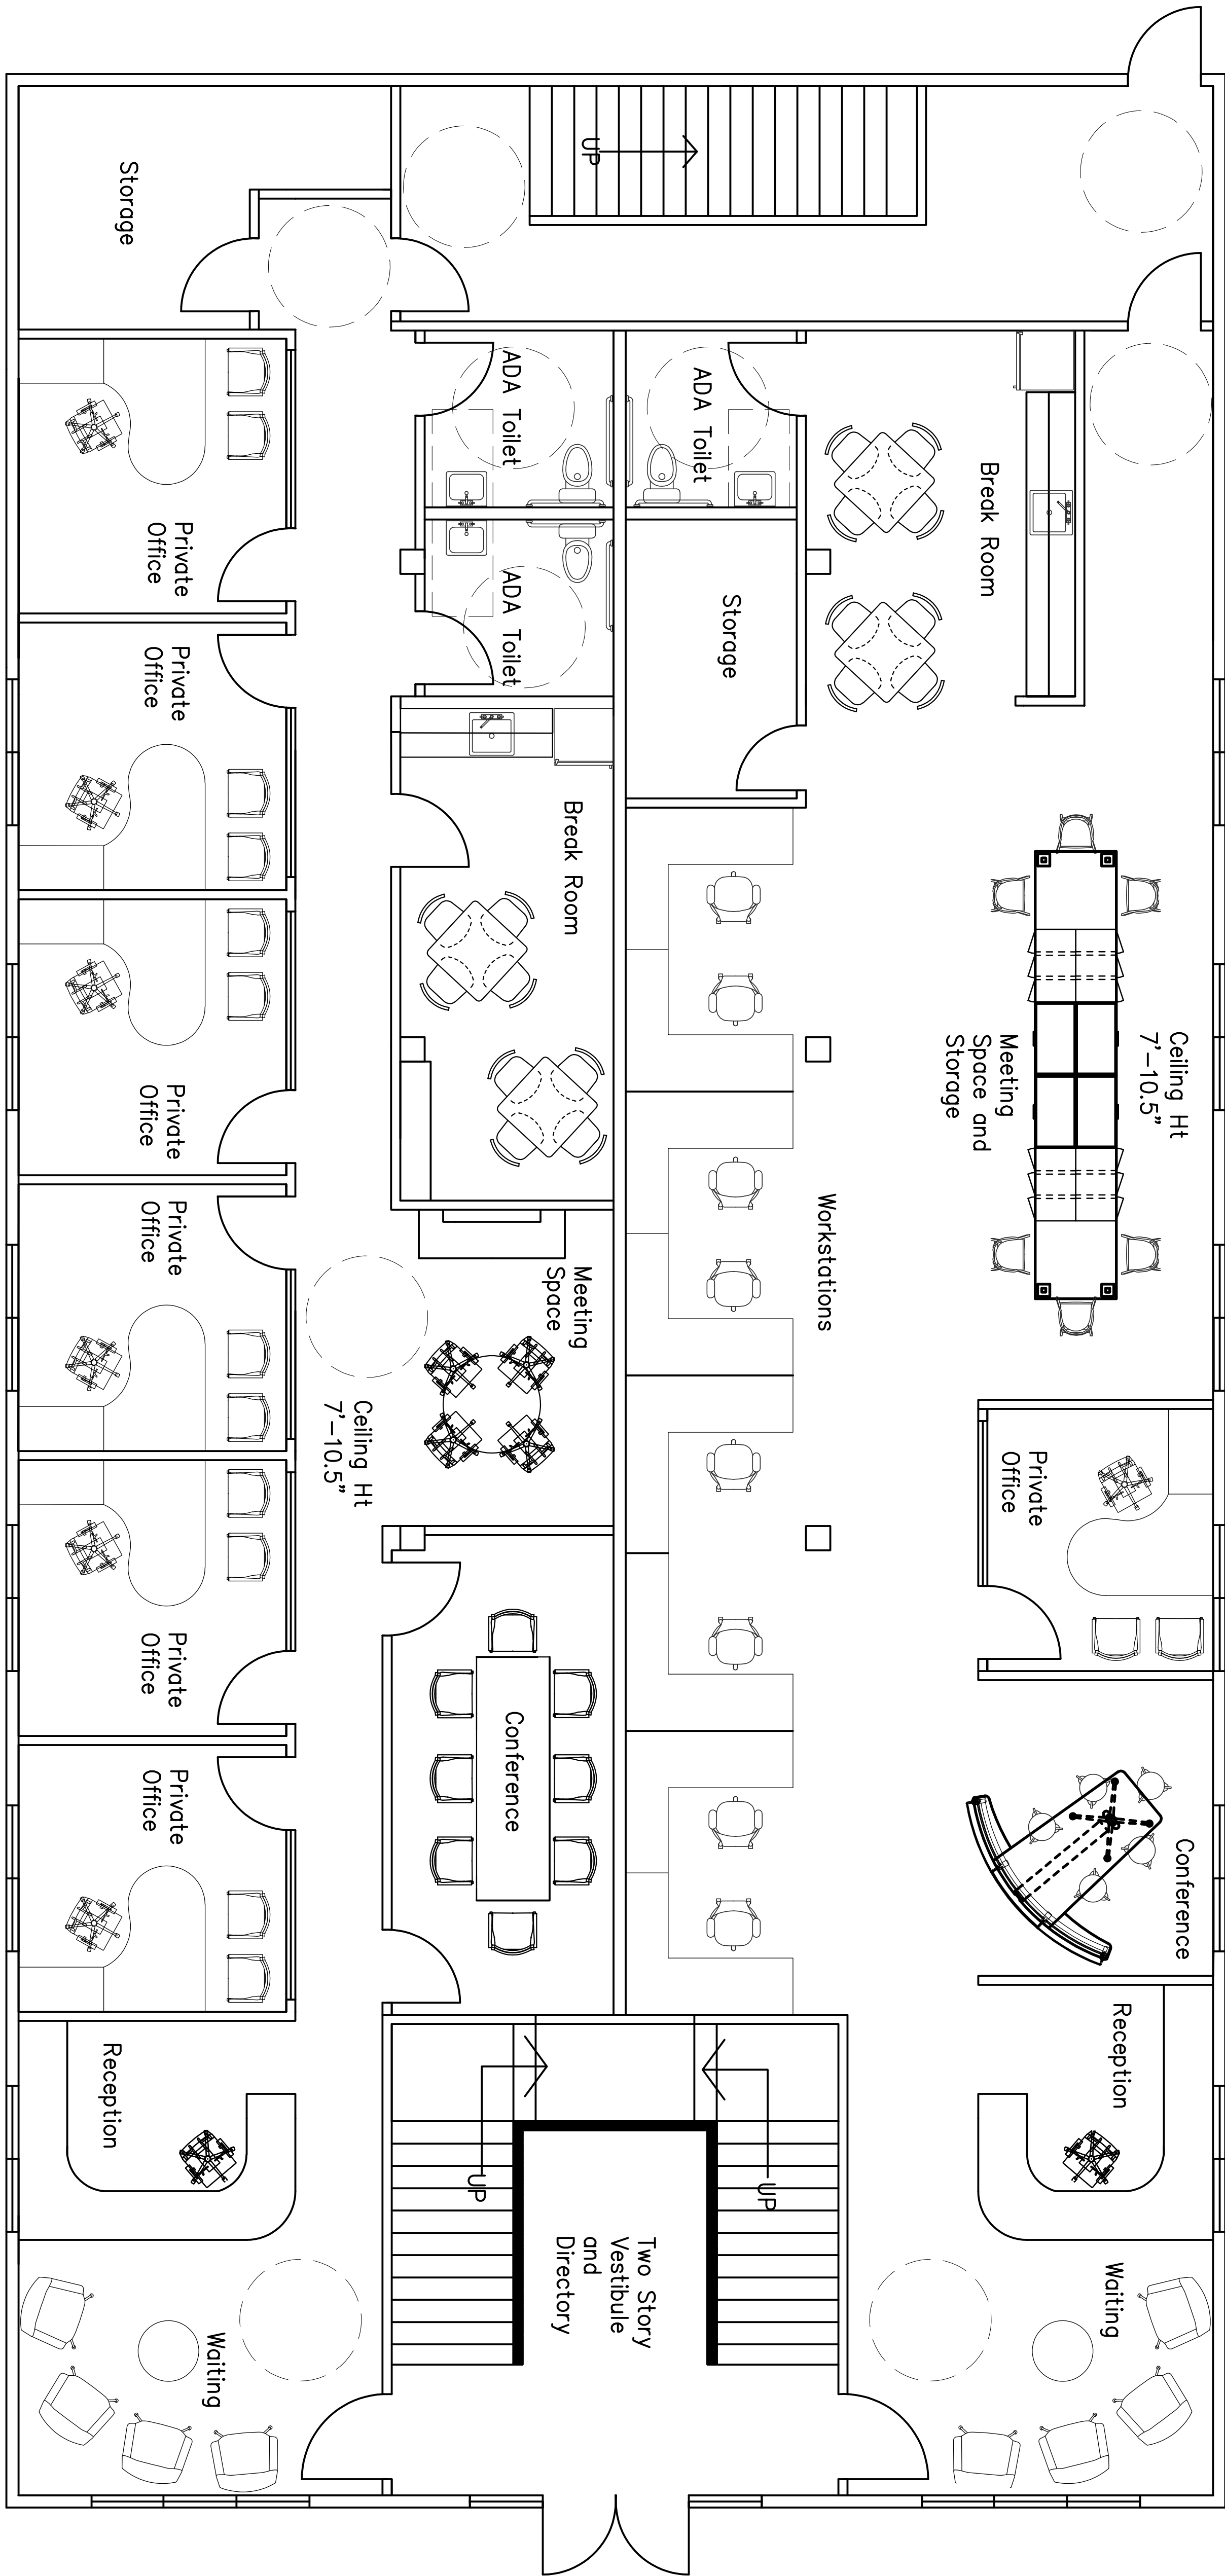 Storage
UP
ADA Toilet
ADA Toilet
ADA Toilet
Break Room
Storage
Private
Office
Private
Office
Private
Office
Private
Office
Private
Office
Private
Office
Break Room
Meeting
Space
Ceiling Ht
7'-10.5"
Conference
Workstations
Meeting
Space and
Storage
Ceiling Ht
7'-10.5"
Private
Office
Conference
Reception
Waiting
Reception
Waiting
UP
UP
Two Story
Vestibule
and
Directory